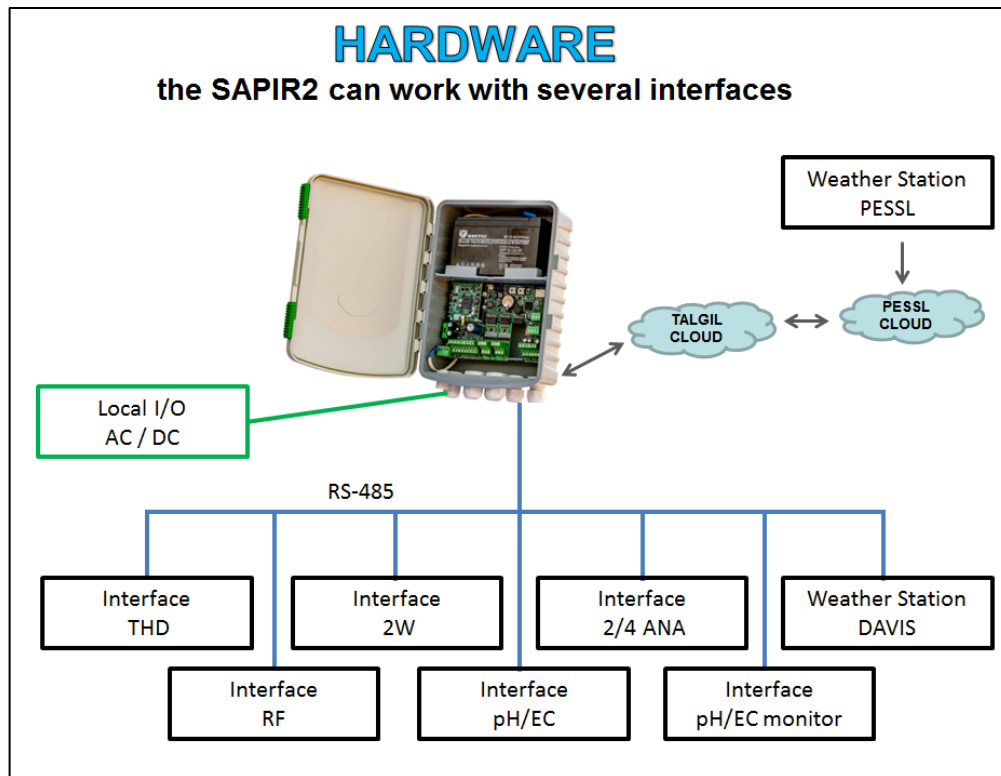 HARDWARE
the SAPIR2 can work with several interfaces
Weather Station
PESSL
TALGIL
CLOUD
PESSL
CLOUD
Local I/O
AC / DC
RS-485
Interface
THD
Interface
2W
Interface
2/4 ANA
Weather Station
DAVIS
Interface
RF
Interface
pH/EC
Interface
pH/EC monitor